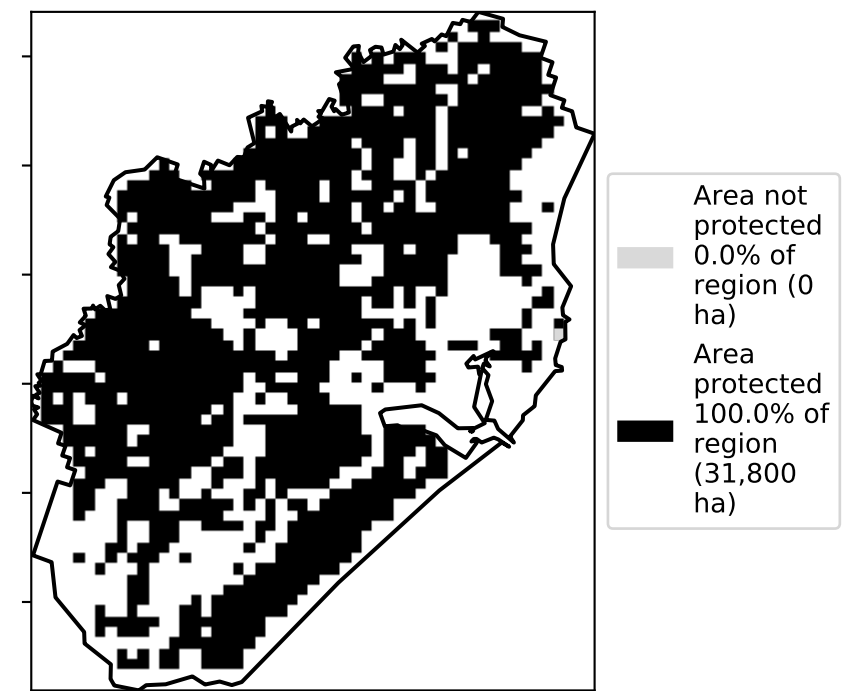 Area not
protected
0.0% of
region (0
ha)
Area
protected
100.0% of
region
(31,800
ha)